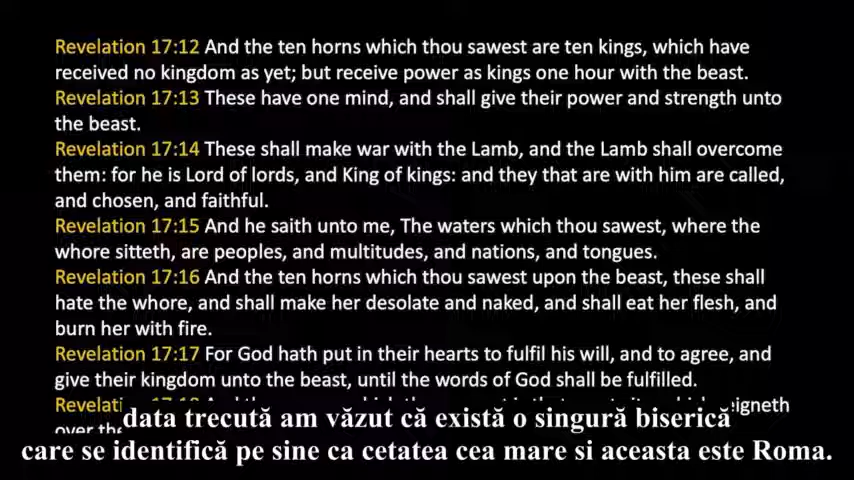 Revelation 17:12 And the ten horns which thou sawest are ten kings, which have
received no kingdom as yet; but receive power as kings one hour with the beast.
Revelation 17:13 These have one mind, and shall give their power and strength unto
the beast.
Revelation 17:14 These shall make war with the Lamb, and the Lamb shall overcome
them: for he is Lord of lords, and King of kings: and they that are with him are called,
and chosen, and faithful.
Revelation 17:15 And he saith unto me, The waters which thou sawest, where the
whore sitteth, are peoples, and multitudes, and nations, and tongues.
Revelation 17:16 And the ten horns which thou sawest upon the beast, these shall
hate the whore, and shall make her desolate and naked, and shall eat her flesh, and
burn her with fire.
Revelation 17:17 For God hath put in their hearts to fulfil his will, and to agree, and
give their kingdom unto the beast, until the words of God shall be fulfilled.
data trecută am văzut că există o singură biserică
care se identifică pe sine ca cetatea cea mare si aceasta este Roma.